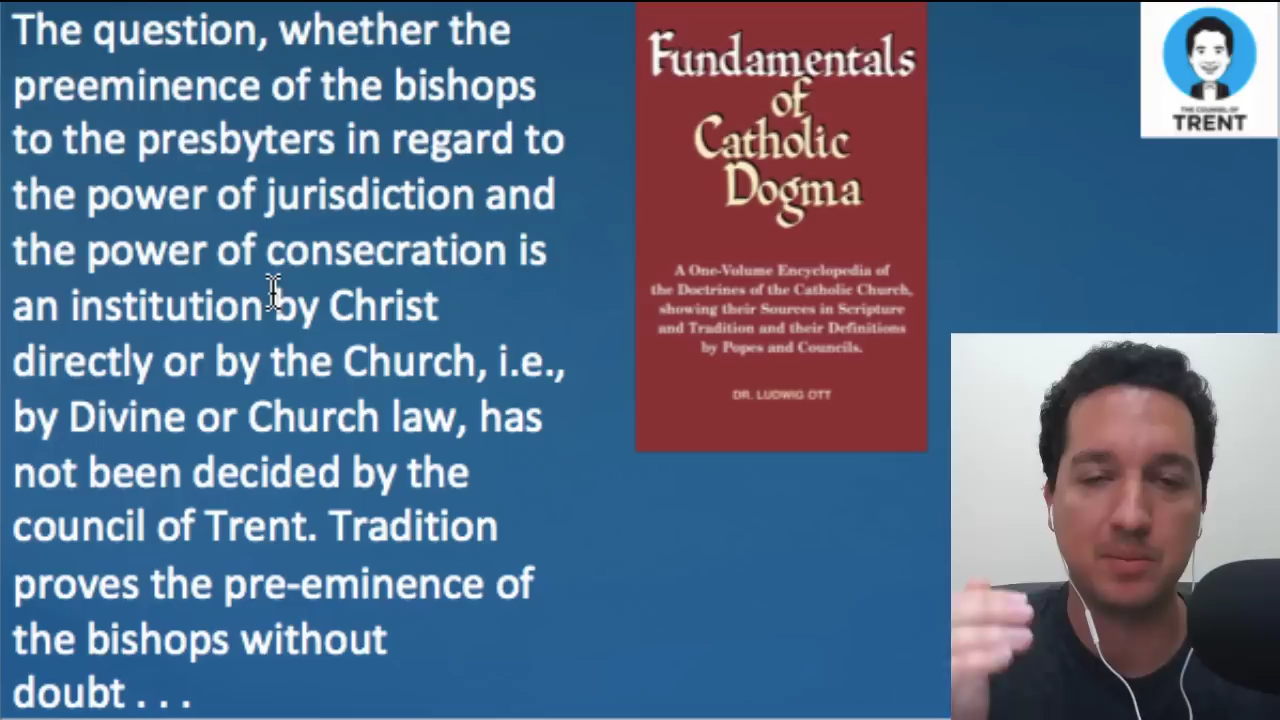 The question, whether the
preeminence of the bishops
to the presbyters in regard to
the power of jurisdiction and
the power of consecration is
an institution by Christ
directly or by the Church, i.e.,
by Divine or Church law, has
not been decided by the
council of Trent. Tradition
proves the pre-eminence of
the bishops without
doubt . . .
Fundamentals
of
Catholic
Dogma
A One-Volume Encyclopedia of
the Doctrines of the Catholic Church,
showing their Sources in Scripture
and Tradition and their Definitions
by Popes and Councils.
DR. LUDWIG OTT
THE COUNSEL OF
TRENT